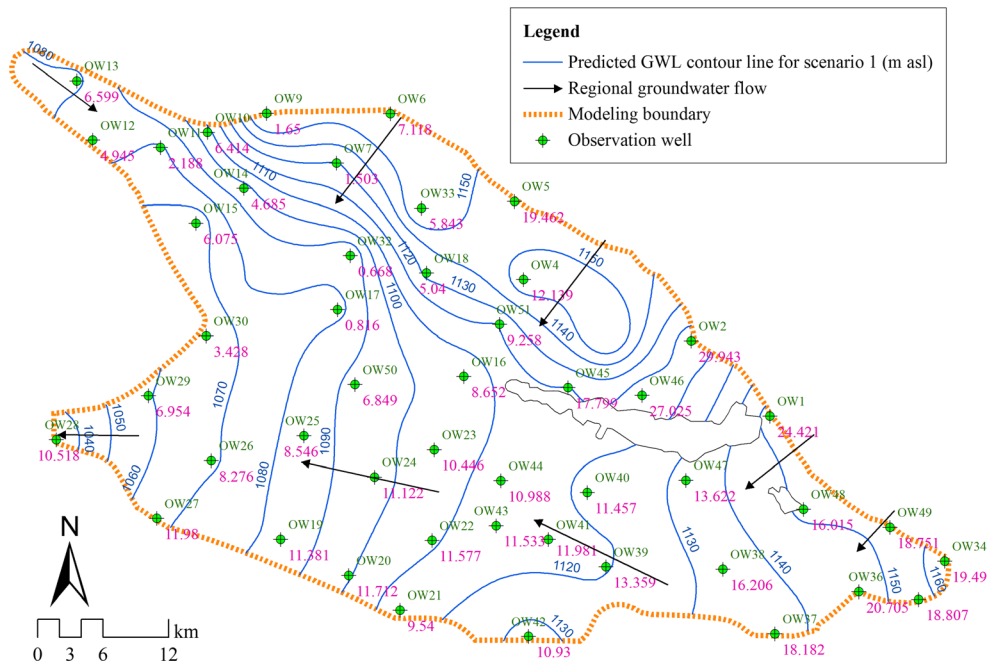 Legend
Predicted GWL contour line for scenario 1 (m asl)
Regional groundwater flow
Modeling boundary
Observation well
1080
OW13
6.599
OW12
4.945
OW11
2.188
OW10
6.414
OW9
1.65
OW6
7.118
OW7
1.503
OW14
4.685
1110
1150
OW33
5.843
OW5
19.462
OW15
6.075
OW32
0.668
1120
OW18
5.04
1130
OW4
12.139
1150
1100
OW17
0.816
OW51
9.258
1140
OW2
29.943
OW30
3.428
OW16
8.652
OW45
17.799
OW46
27.025
OW29
6.954
1070
OW50
6.849
OW1
24.421
1050
1040
OW28
10.518
OW25
8.546
1090
OW23
10.446
OW26
8.276
1080
1060
OW24
11.122
OW44
10.988
OW40
11.457
OW47
13.622
OW48
16.015
OW27
11.98
OW19
11.381
OW22
11.577
OW43
11.533
OW41
11.981
OW49
18.751
OW39
13.359
1120
1130
OW38
16.206
1140
OW34
19.49
1150
1160
OW36
20.705
18.807
OW20
11.712
OW21
9.54
OW42
10.93
1130
OW37
18.182
N
0 3 6 12 km